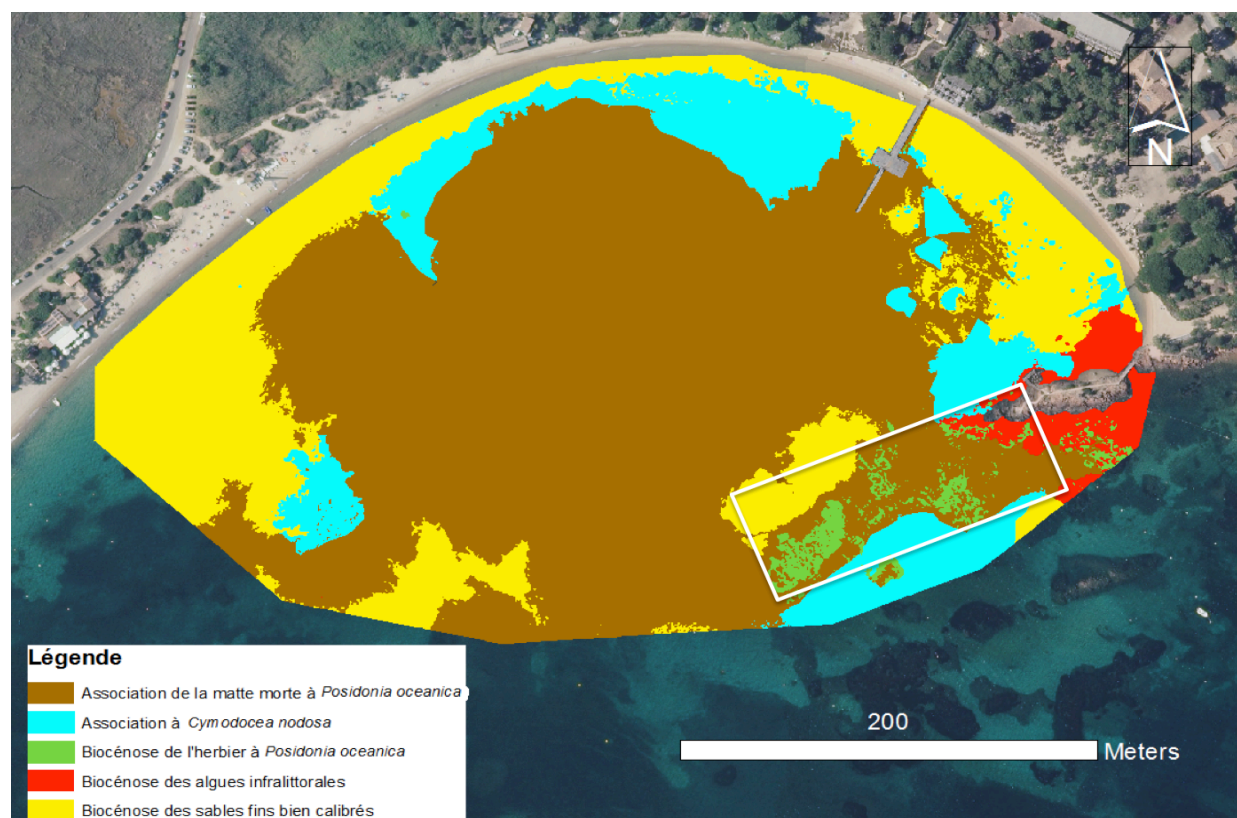 N
Légende
Association de la matte morte à Posidonia oceanica
Association à Cymodocea nodosa
Biocénose de l'herbier à Posidonia oceanica
Biocénose des algues infralittorales
Biocénose des sables fins bien calibrés
200
Meters